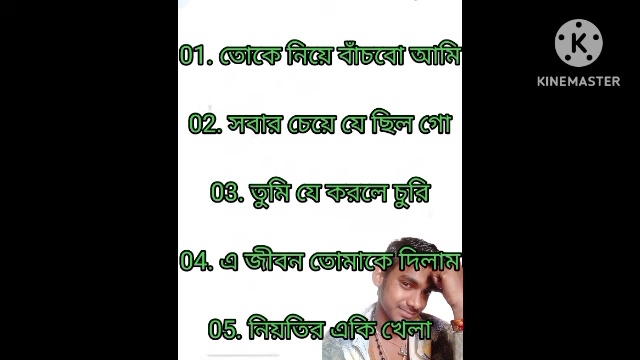 01. তোকে নিয়ে বাঁচবো আমি
KINEMASTER
02. সবার চেয়ে যে ছিল গো
03. তুমি যে করলে চুরি
04. এ জীবন তোমাকে দিলাম
05. নিয়তির একি খেলা